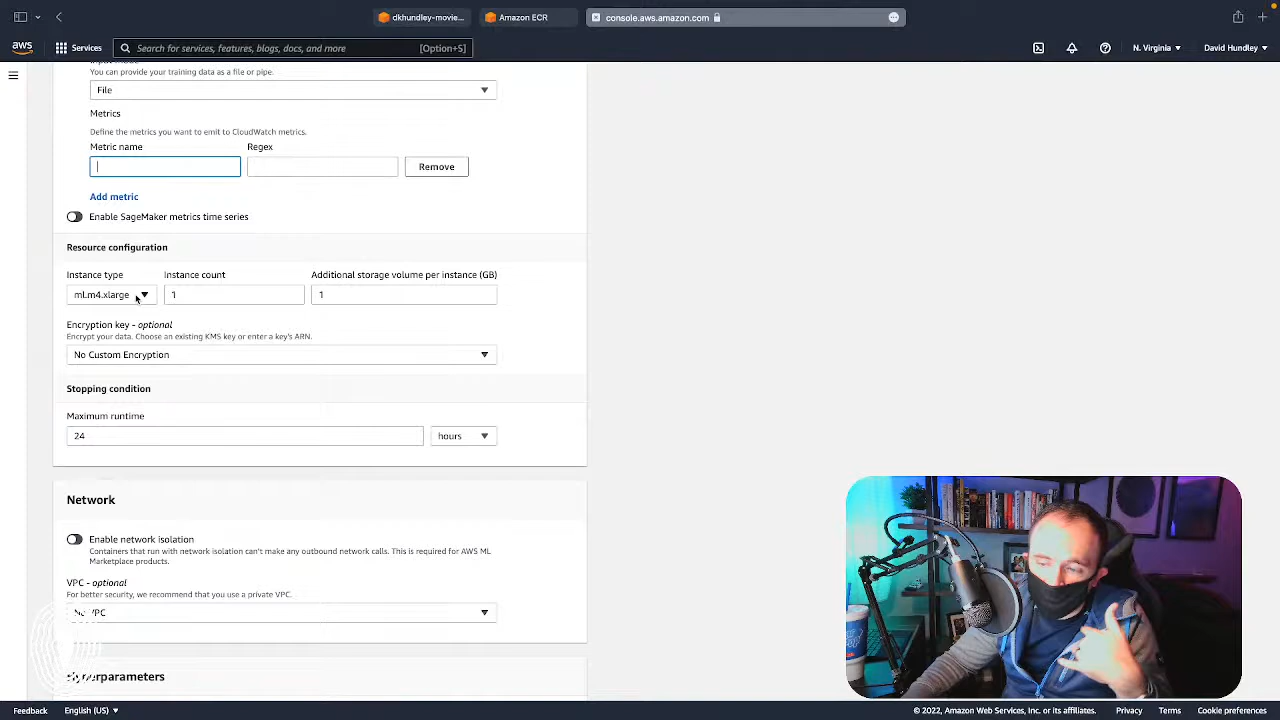 dkhundley-movie...
Amazon ECR
console.aws.amazon.com
aws
Services
Search for services, features, blogs, docs, and more
[Option+S]
N. Virginia
David Hundley
You can provide your training data as a file or pipe.
File
Metrics
Define the metrics you want to emit to CloudWatch metrics.
Metric name
Regex
Remove
Add metric
Enable SageMaker metrics time series
Resource configuration
Instance type
Instance count
Additional storage volume per instance (GB)
ml.m4.xlarge
1
1
Encryption key - optional
Encrypt your data. Choose an existing KMS key or enter a key's ARN.
No Custom Encryption
Stopping condition
Maximum runtime
24
hours
Network
Enable network isolation
Containers that run with network isolation can't make any outbound network calls. This is required for AWS ML
Marketplace products.
VPC - optional
For better security, we recommend that you use a private VPC.
No VPC
Hyperparameters
Feedback
English (US)
© 2022, Amazon Web Services, Inc. or its affiliates.
Privacy
Terms
Cookie preferences